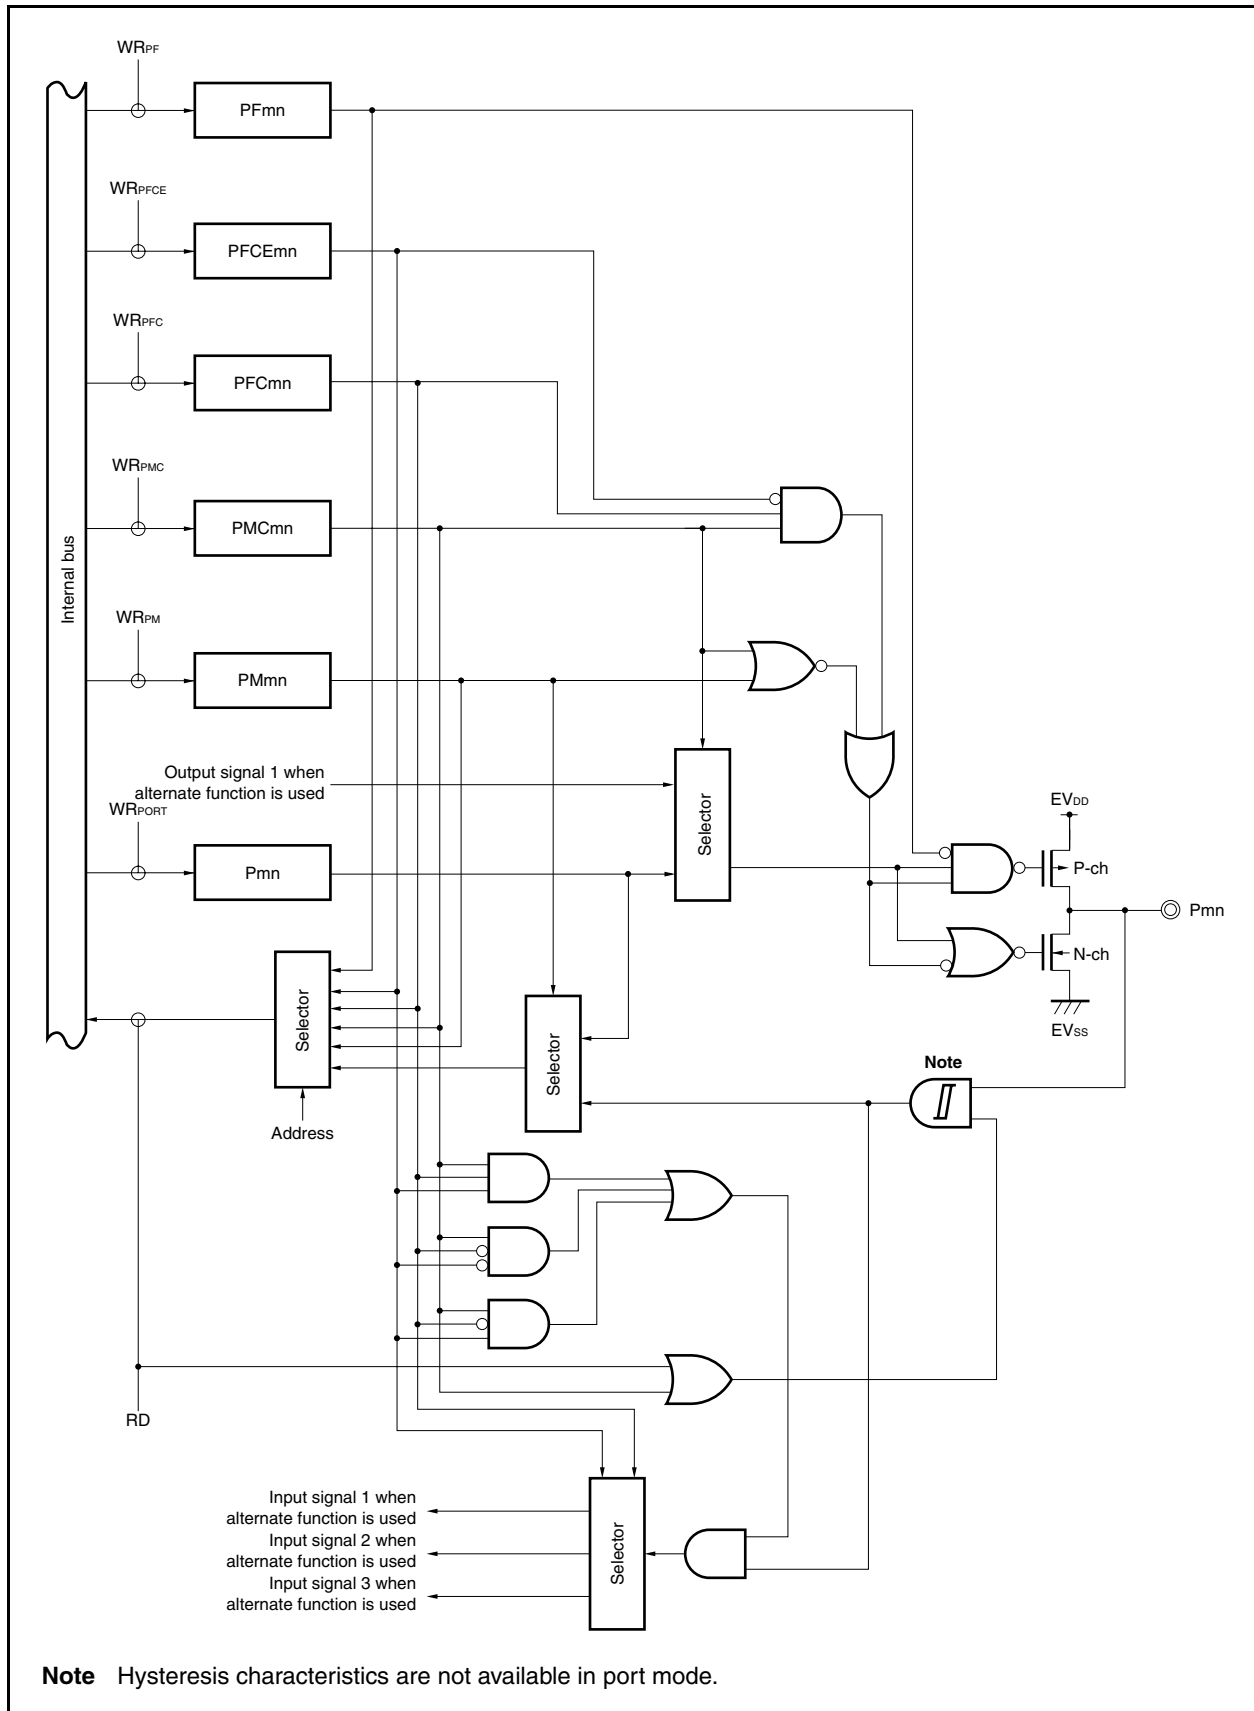 WRPF
PFmn
WRPFCE
PFCEmn
WRPFC
PFCmn
WRPMC
PMCmn
Internal bus
WRPM
PMmn
Output signal 1 when
alternate function is used
WRPORT
Pmn
Selector
EVDD
P-ch
Pmn
N-ch
EVSS
Selector
Selector
Note
Address
RD
Input signal 1 when
alternate function is used
Input signal 2 when
alternate function is used
Input signal 3 when
alternate function is used
Selector
Note Hysteresis characteristics are not available in port mode.